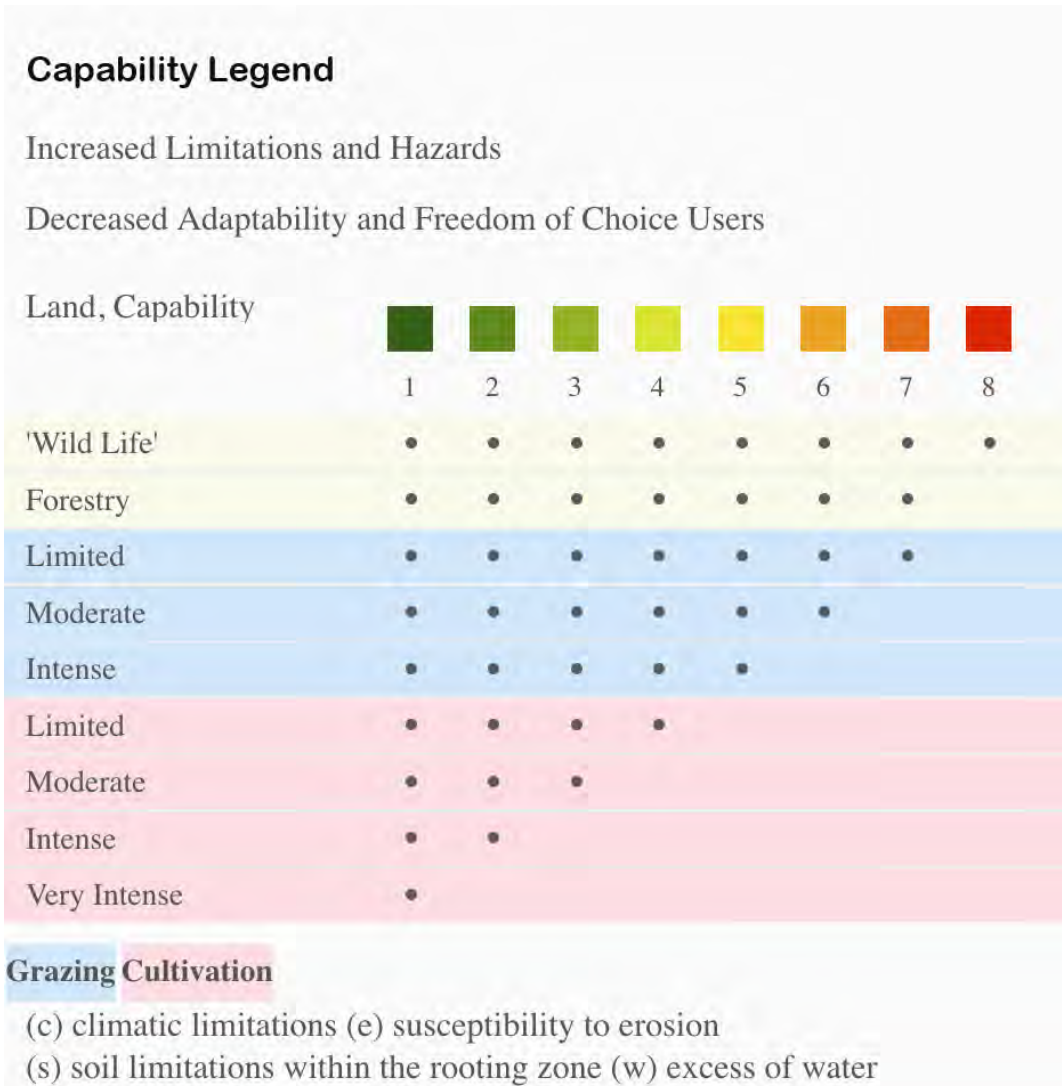 Capability Legend
Increased Limitations and Hazards
Decreased Adaptability and Freedom of Choice Users
Land, Capability
1 2 3 4 5 6 7 8
'Wild Life'
Forestry
Limited
Moderate
Intense
Limited
Moderate
Intense
Very Intense
Grazing Cultivation
(c) climatic limitations (e) susceptibility to erosion
(s) soil limitations within the rooting zone (w) excess of water